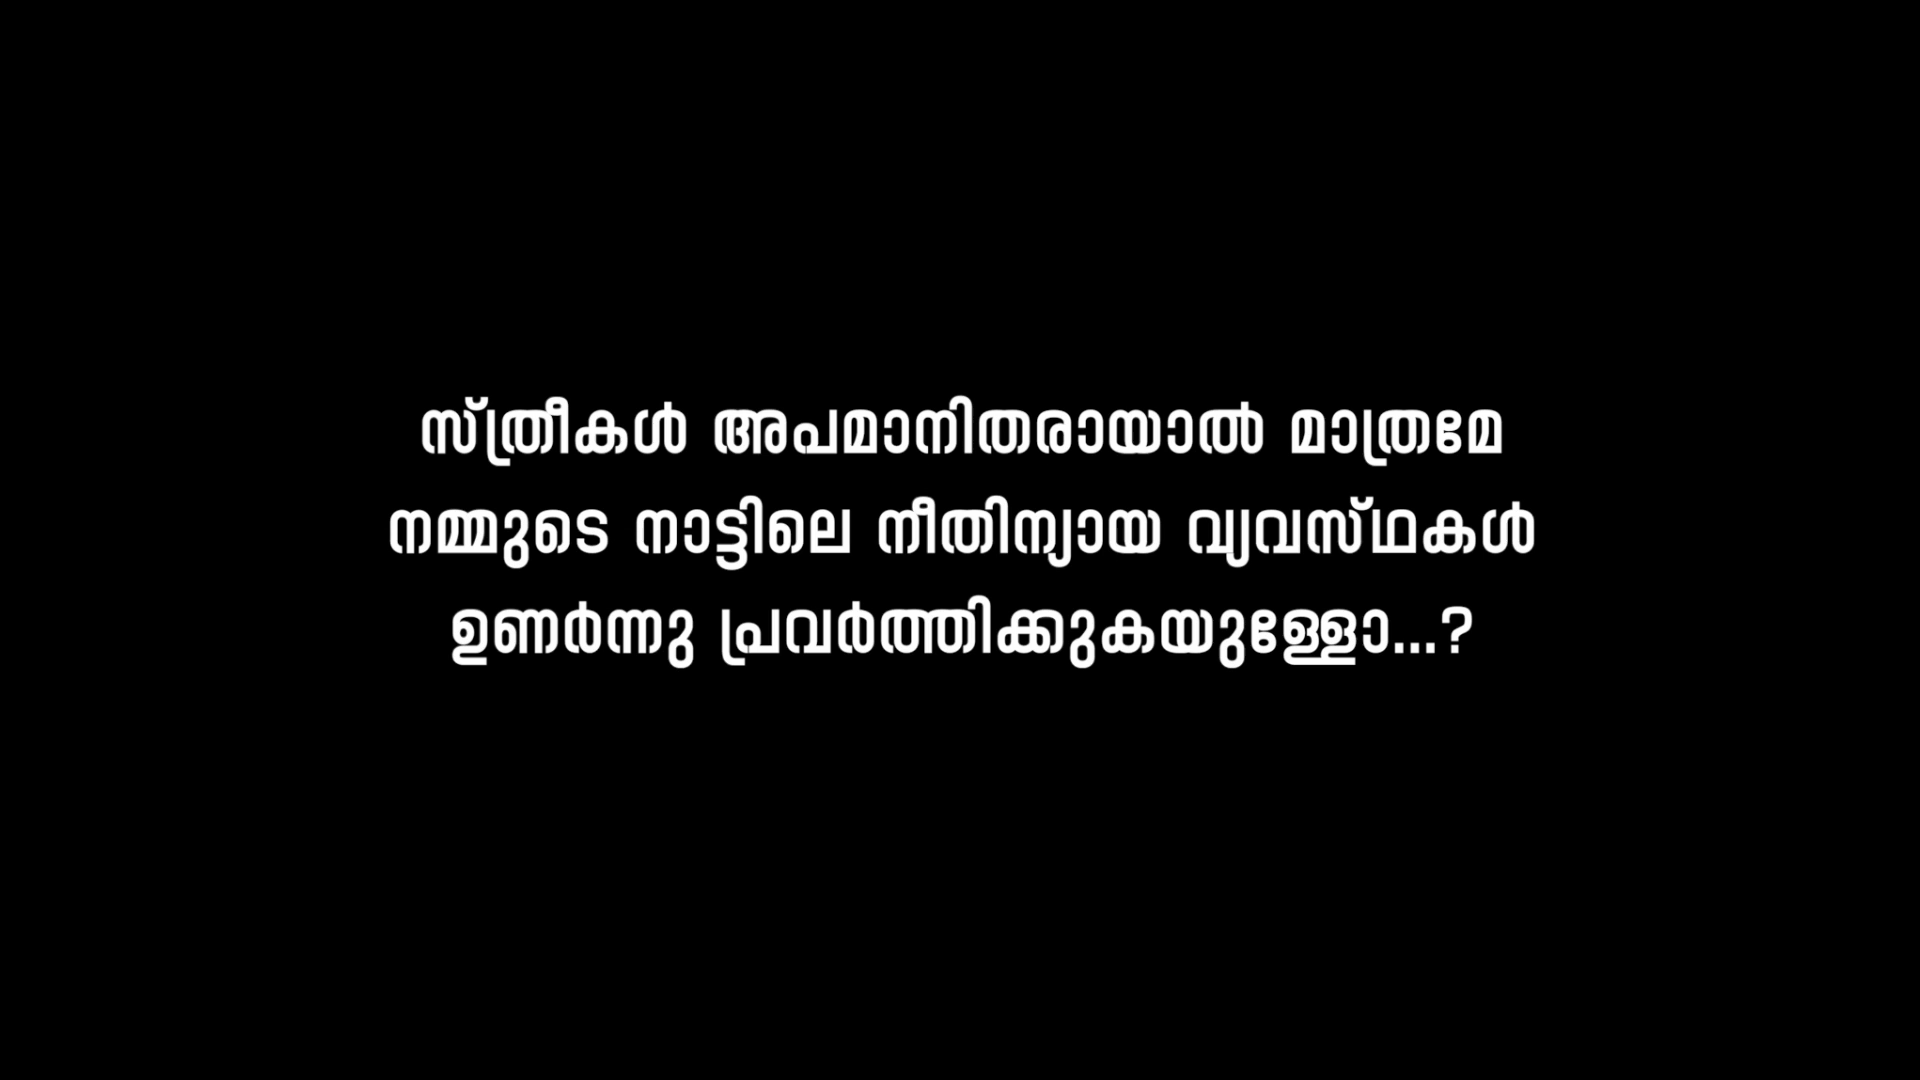 സ്ത്രീകൾ അപമാനിതരായാൽ മാത്രമേ
നമ്മുടെ നാട്ടിലെ നീതിന്യായ വ്യവസ്ഥകൾ
ഉണർന്നു പ്രവർത്തിക്കുകയുള്ളോ...?